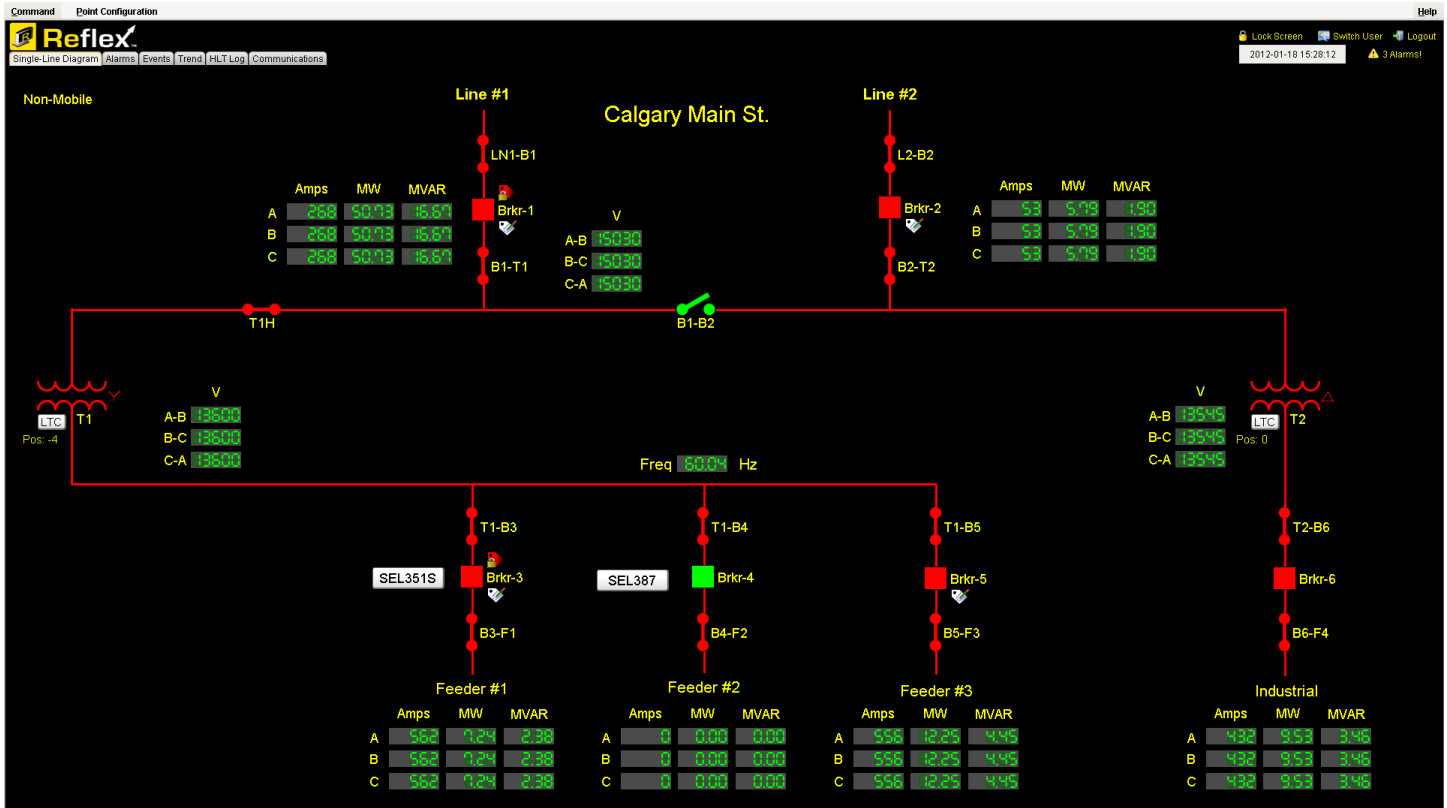 Command Point Configuration Help
Reflex
Lock Screen Switch User Logout
Single-Line Diagram Alarms Events Trend HLT Log Communications
2012-01-18 15:28:12 3 Alarms!
Non-Mobile
Line #1
Line #2
Calgary Main St.
LN1-B1
L2-B2
Amps MW MVAR
A 268 50.73 16.67
B 268 50.73 16.67
C 268 50.73 16.67
Brkr-1
B1-T1
V
A-B 15030
B-C 15030
C-A 15030
Brkr-2
B2-T2
Amps MW MVAR
A 53 5.79 1.90
B 53 5.79 1.90
C 53 5.79 1.90
T1H
B1-B2
LTC T1
Pos: -4
V
A-B 13600
B-C 13600
C-A 13600
V
A-B 13545
B-C 13545
C-A 13545
LTC T2
Pos: 0
Freq 60.04 Hz
T1-B3
T1-B4
T1-B5
T2-B6
SEL351S Brkr-3
SEL387 Brkr-4
Brkr-5
Brkr-6
B3-F1
B4-F2
B5-F3
B6-F4
Feeder #1
Amps MW MVAR
A 562 7.24 2.38
B 562 7.24 2.38
C 562 7.24 2.38
Feeder #2
Amps MW MVAR
A 0 0.00 0.00
B 0 0.00 0.00
C 0 0.00 0.00
Feeder #3
Amps MW MVAR
A 556 12.25 4.45
B 556 12.25 4.45
C 556 12.25 4.45
Industrial
Amps MW MVAR
A 432 9.53 3.46
B 432 9.53 3.46
C 432 9.53 3.46